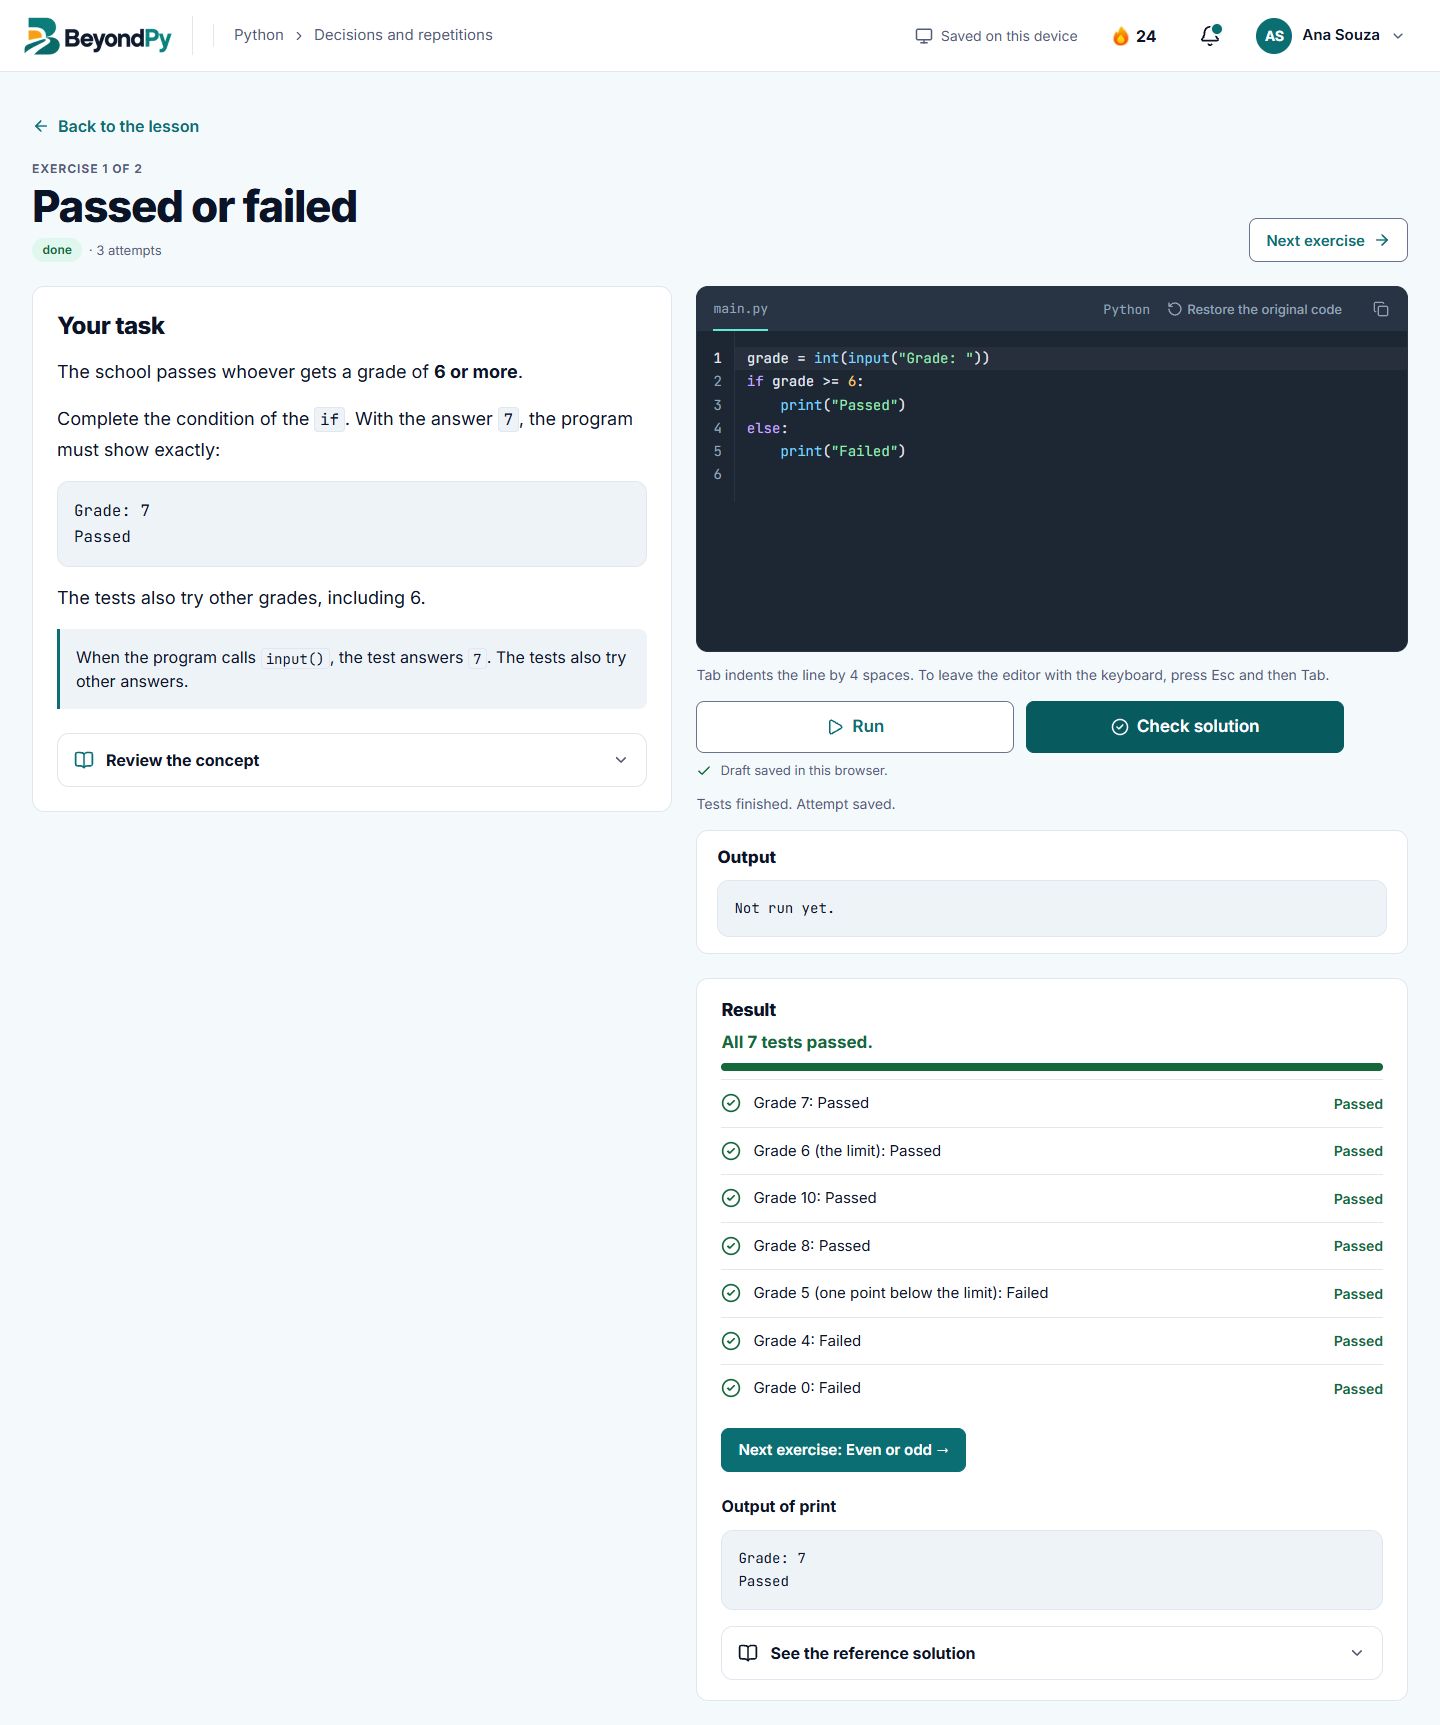 BeyondPy
Python > Decisions and repetitions
Saved on this device
24
AS
Ana Souza
← Back to the lesson
EXERCISE 1 OF 2
Passed or failed
done · 3 attempts
Next exercise →
Your task
The school passes whoever gets a grade of 6 or more.
Complete the condition of the if. With the answer 7, the program
must show exactly:
Grade: 7
Passed
The tests also try other grades, including 6.
When the program calls input(), the test answers 7. The tests also try
other answers.
Review the concept
main.py
Python
Restore the original code
1 grade = int(input("Grade: "))
2 if grade >= 6:
3     print("Passed")
4 else:
5     print("Failed")
6
Tab indents the line by 4 spaces. To leave the editor with the keyboard, press Esc and then Tab.
Run
Check solution
Draft saved in this browser.
Tests finished. Attempt saved.
Output
Not run yet.
Result
All 7 tests passed.
Grade 7: Passed Passed
Grade 6 (the limit): Passed Passed
Grade 10: Passed Passed
Grade 8: Passed Passed
Grade 5 (one point below the limit): Failed Passed
Grade 4: Failed Passed
Grade 0: Failed Passed
Next exercise: Even or odd →
Output of print
Grade: 7
Passed
See the reference solution